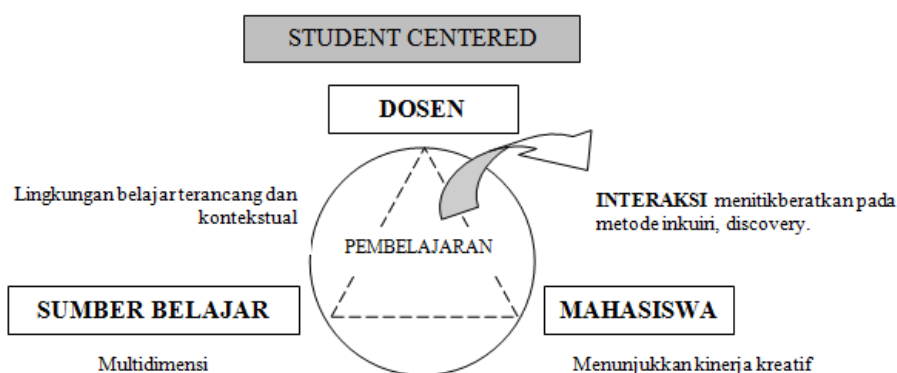 STUDENT CENTERED
DOSEN
Lingkungan belajar terancang dan
kontekstual
INTERAKSI menitikberatkan pada
metode inkuiri, discovery.
PEMBELAJARAN
SUMBER BELAJAR
MAHASISWA
Multidimensi
Menunjukkan kinerja kreatif